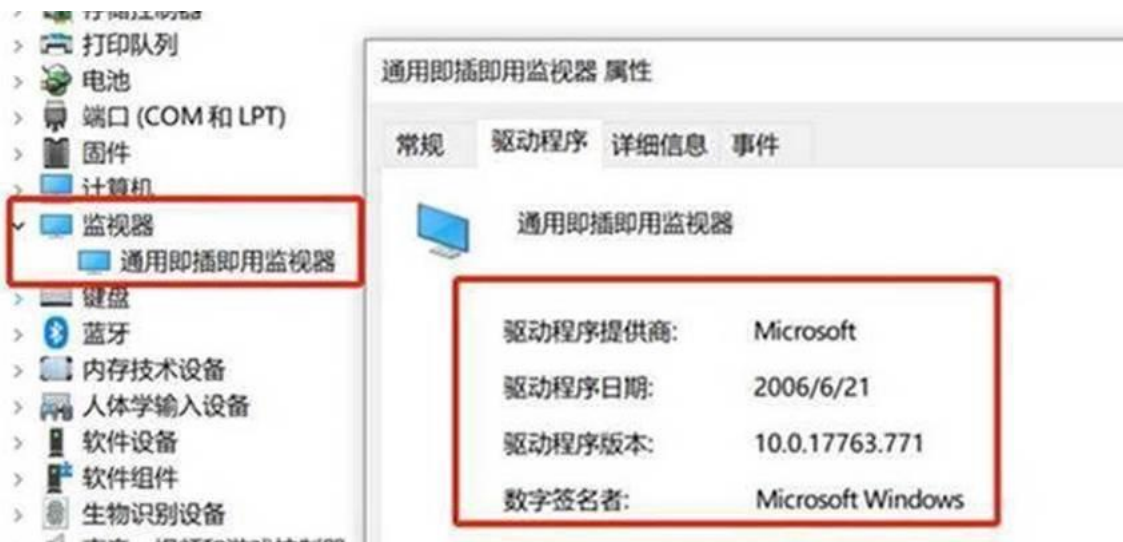 打印队列
电池
端口 (COM 和 LPT)
固件
计算机
监视器
通用即插即用监视器
键盘
蓝牙
内存技术设备
人体学输入设备
软件设备
软件组件
生物识别设备
通用即插即用监视器 属性
常规 驱动程序 详细信息 事件
通用即插即用监视器
驱动程序提供商: Microsoft
驱动程序日期: 2006/6/21
驱动程序版本: 10.0.17763.771
数字签名者: Microsoft Windows